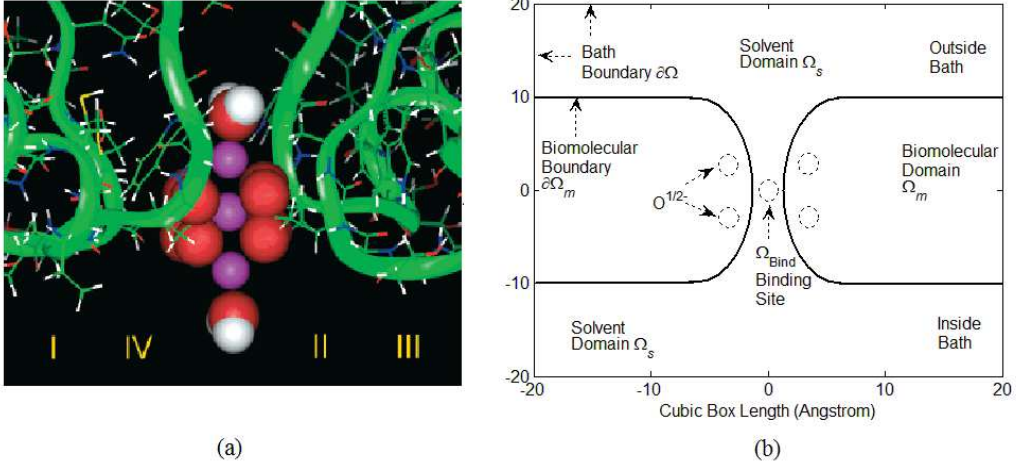 I IV II III
(a)
20
10
0
-10
-20
-20 -10 0 10 20
Bath
Boundary ∂Ω
Solvent
Domain Ωₛ
Outside
Bath
Biomolecular
Boundary
∂Ωₘ
O^1/2-
Ω_Bind
Binding
Site
Biomolecular
Domain
Ωₘ
Solvent
Domain Ωₛ
Inside
Bath
Cubic Box Length (Angstrom)
(b)